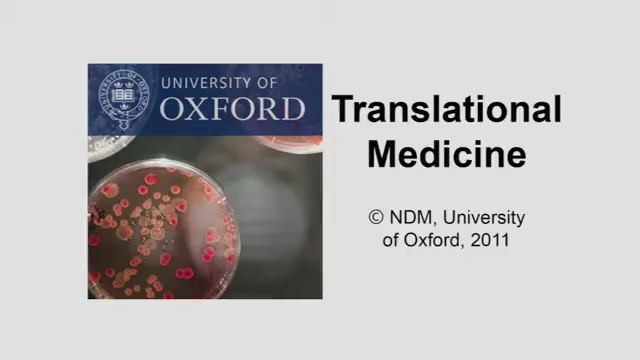 UNIVERSITY OF
OXFORD
Translational
Medicine
© NDM, University
of Oxford, 2011